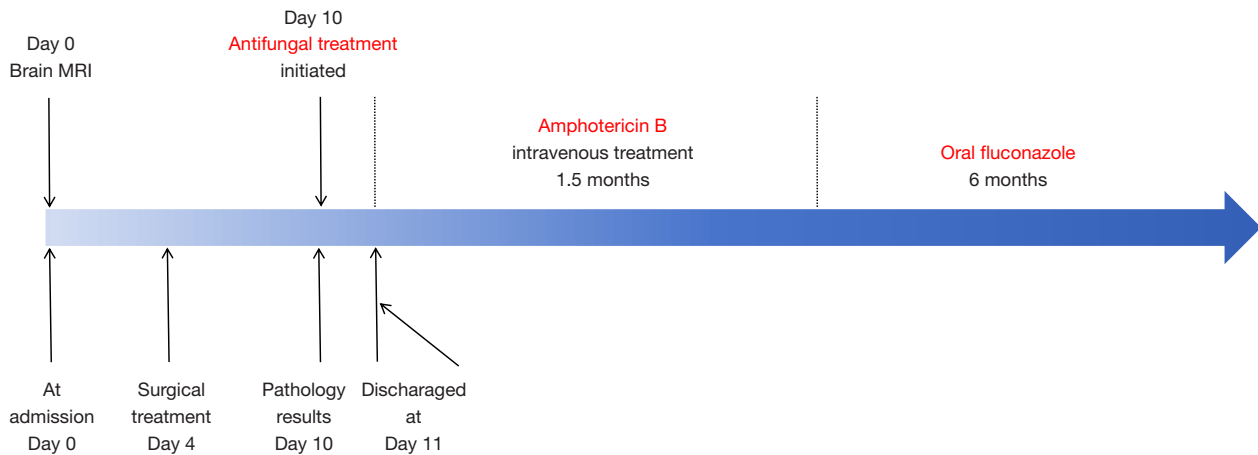 Day 0
Brain MRI
Day 10
Antifungal treatment
initiated
Amphotericin B
intravenous treatment
1.5 months
Oral fluconazole
6 months
At
admission
Day 0
Surgical
treatment
Day 4
Pathology
results
Day 10
Discharaged
at
Day 11